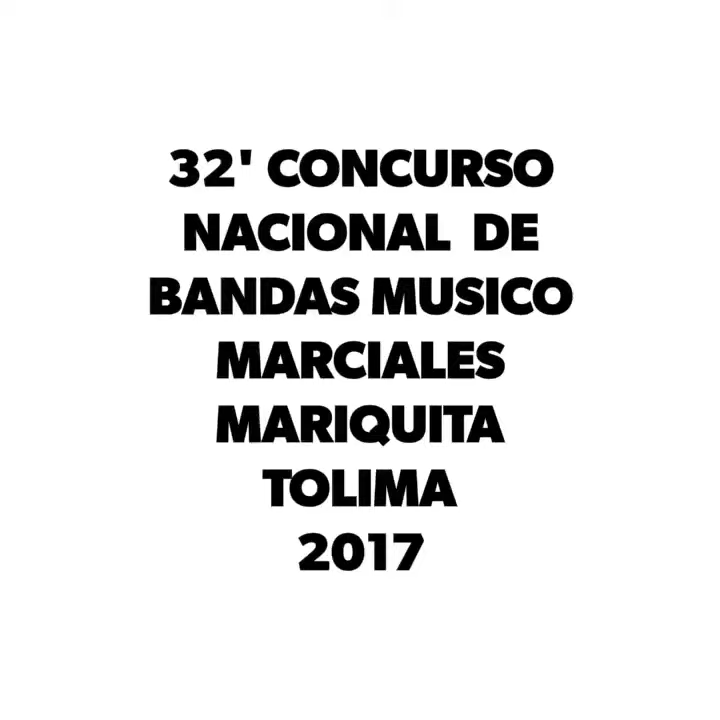 32' CONCURSO
NACIONAL DE
BANDAS MUSICO
MARCIALES
MARIQUITA
TOLIMA
2017